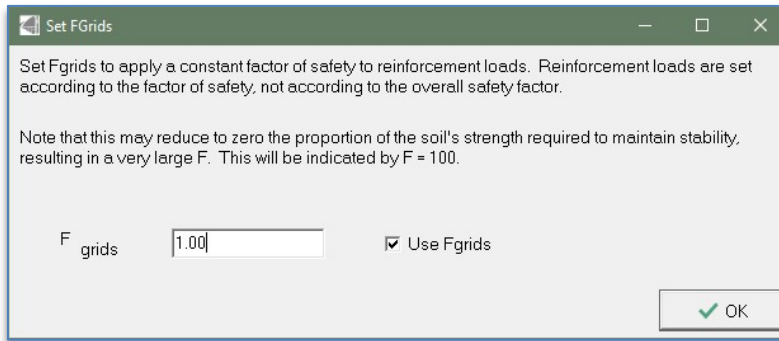 Set FGrids
Set Fgrids to apply a constant factor of safety to reinforcement loads. Reinforcement loads are set
according to the factor of safety, not according to the overall safety factor.
Note that this may reduce to zero the proportion of the soil's strength required to maintain stability,
resulting in a very large F. This will be indicated by F = 100.
F grids 1.00 Use Fgrids
OK